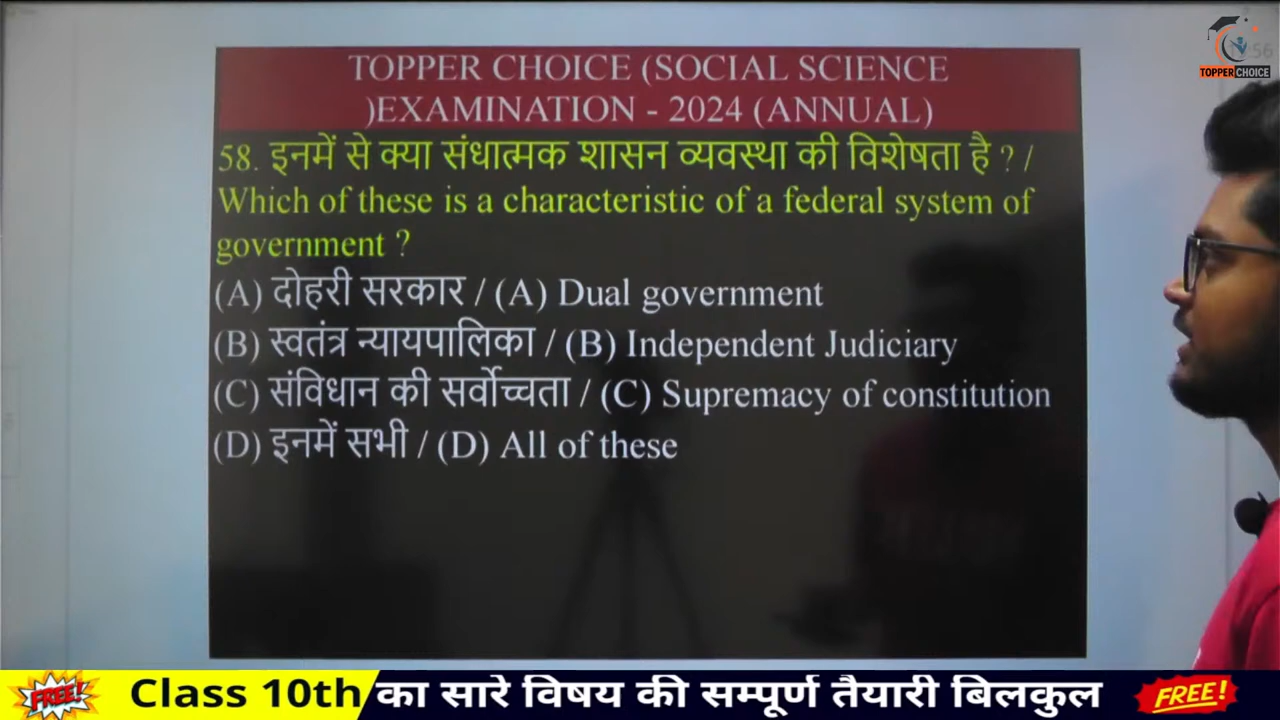 TOPPER CHOICE
TOPPER CHOICE (SOCIAL SCIENCE
)EXAMINATION - 2024 (ANNUAL)
58. इनमें से क्या संधात्मक शासन व्यवस्था की विशेषता है ? /
Which of these is a characteristic of a federal system of
government ?
(A) दोहरी सरकार / (A) Dual government
(B) स्वतंत्र न्यायपालिका / (B) Independent Judiciary
(C) संविधान की सर्वोच्चता / (C) Supremacy of constitution
(D) इनमें सभी / (D) All of these
FREE! Class 10th का सारे विषय की सम्पूर्ण तैयारी बिलकुल FREE!